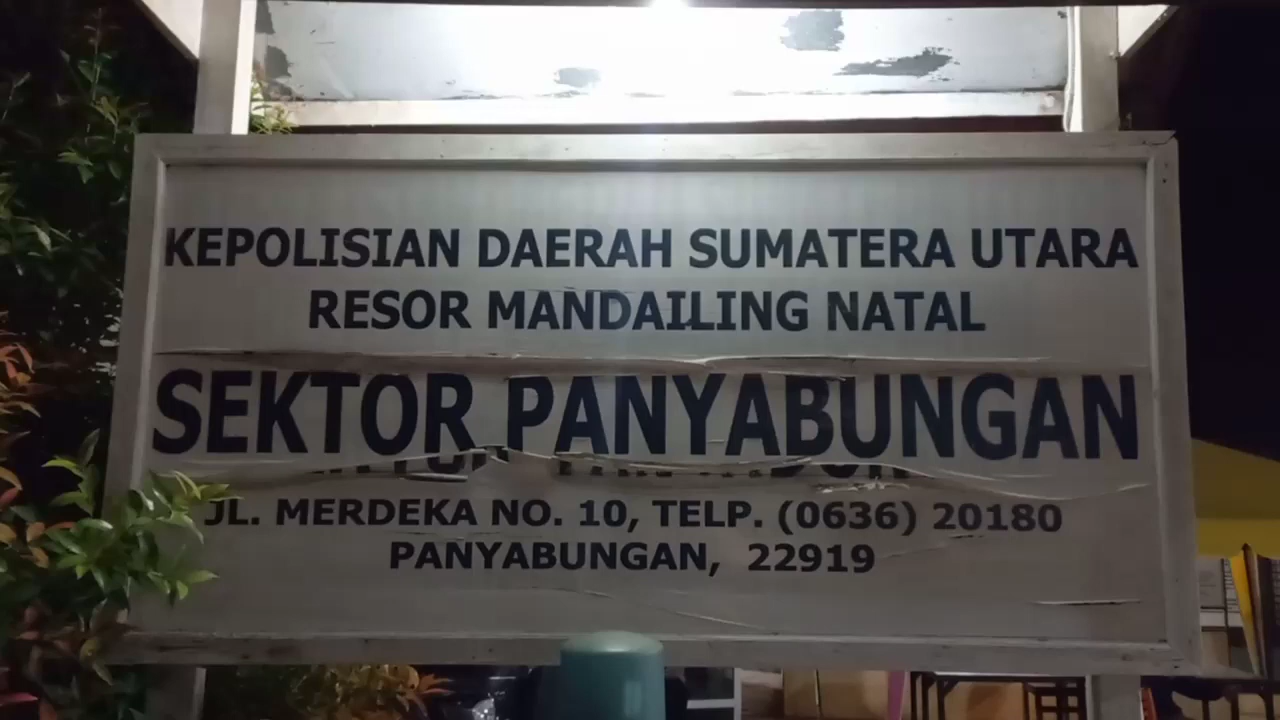 KEPOLISIAN DAERAH SUMATERA UTARA
RESOR MANDAILING NATAL
SEKTOR PANYABUNGAN
JL. MERDEKA NO. 10, TELP. (0636) 20180
PANYABUNGAN, 22919